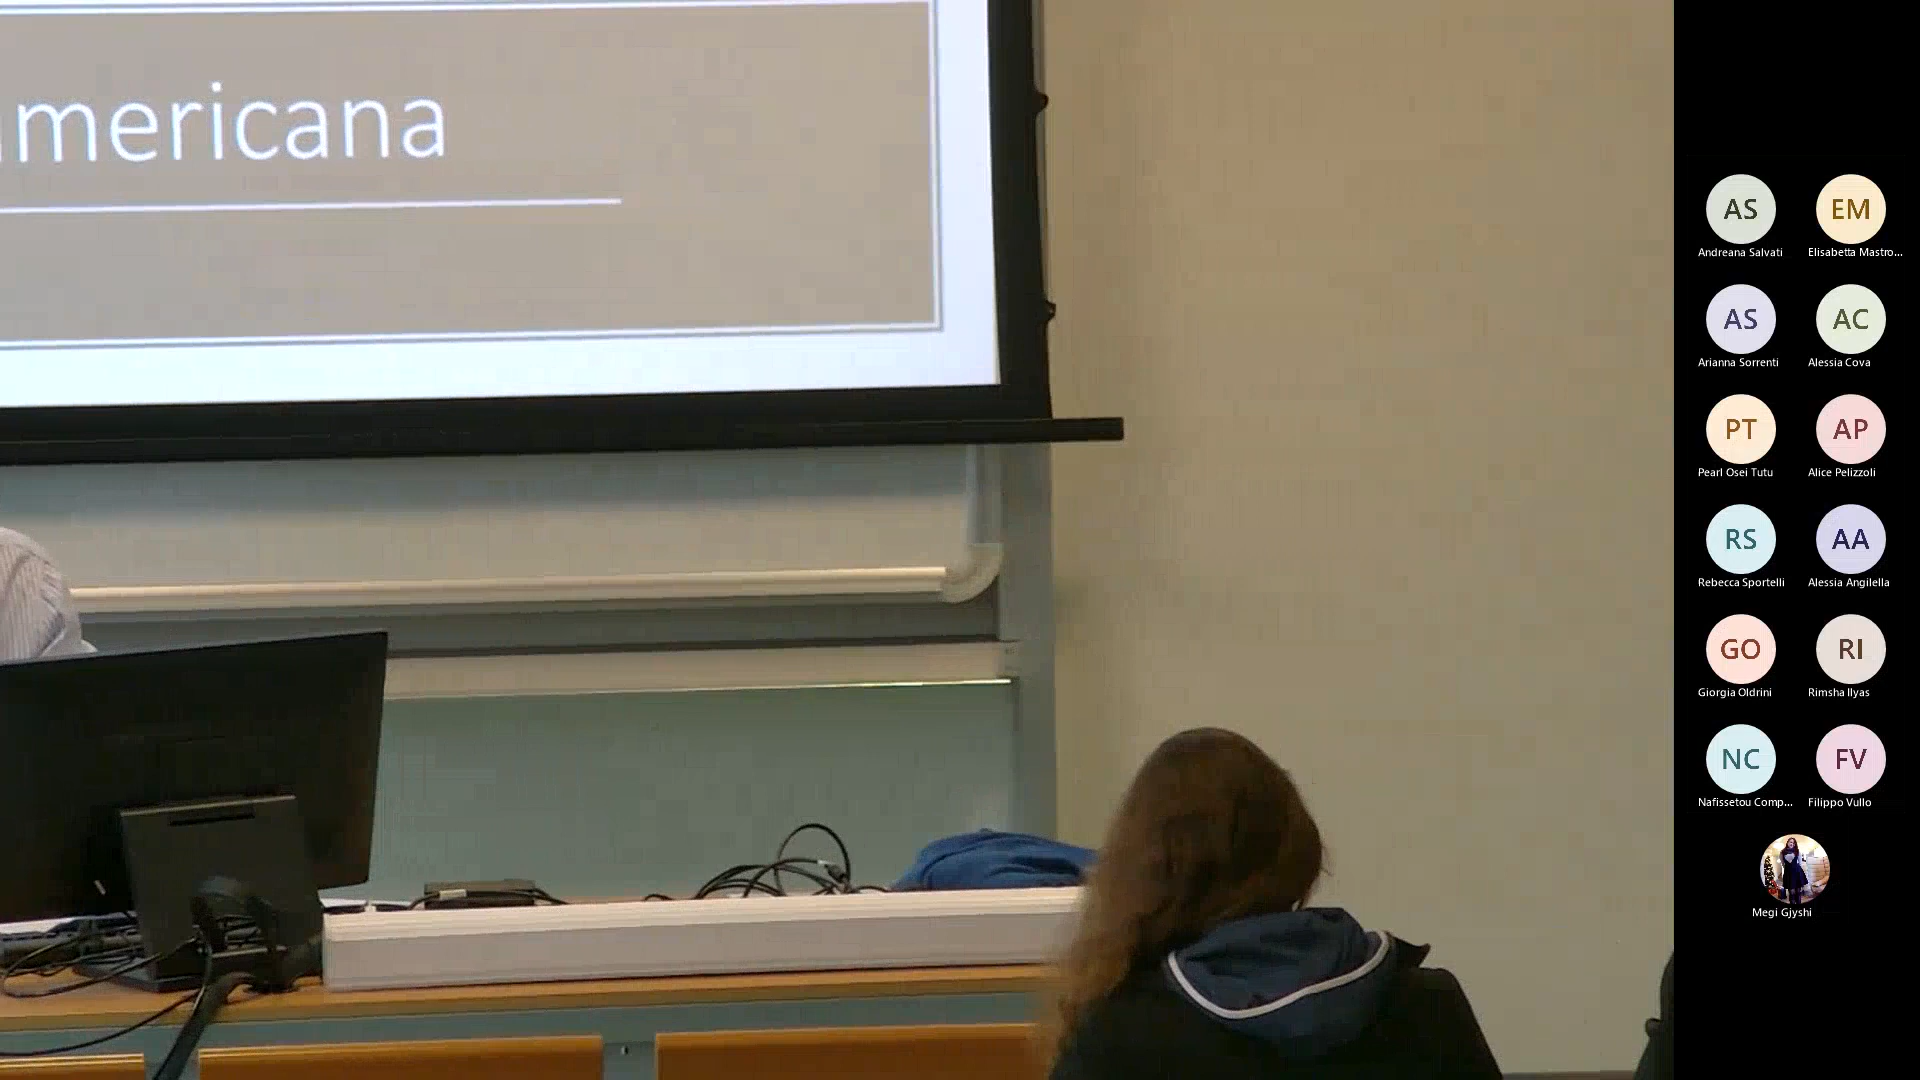 americana
AS
EM
Andreana Salvati
Elisabetta Mastro...
AS
AC
Arianna Sorrenti
Alessia Cova
PT
AP
Pearl Osei Tutu
Alice Pelizzoli
RS
AA
Rebecca Sportelli
Alessia Angilella
GO
RI
Giorgia Oldrini
Rimsha Ilyas
NC
FV
Nafissetou Comp...
Filippo Vullo
Megi Gjyshi